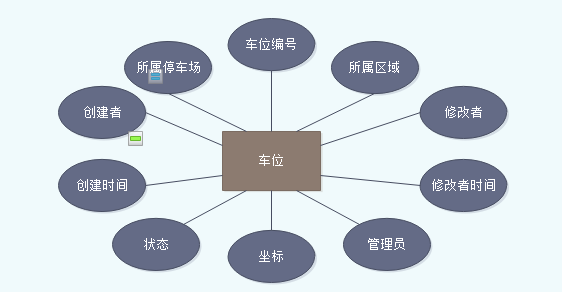 车位编号
所属停车场
所属区域
创建者
修改者
车位
创建时间
修改者时间
状态
坐标
管理员